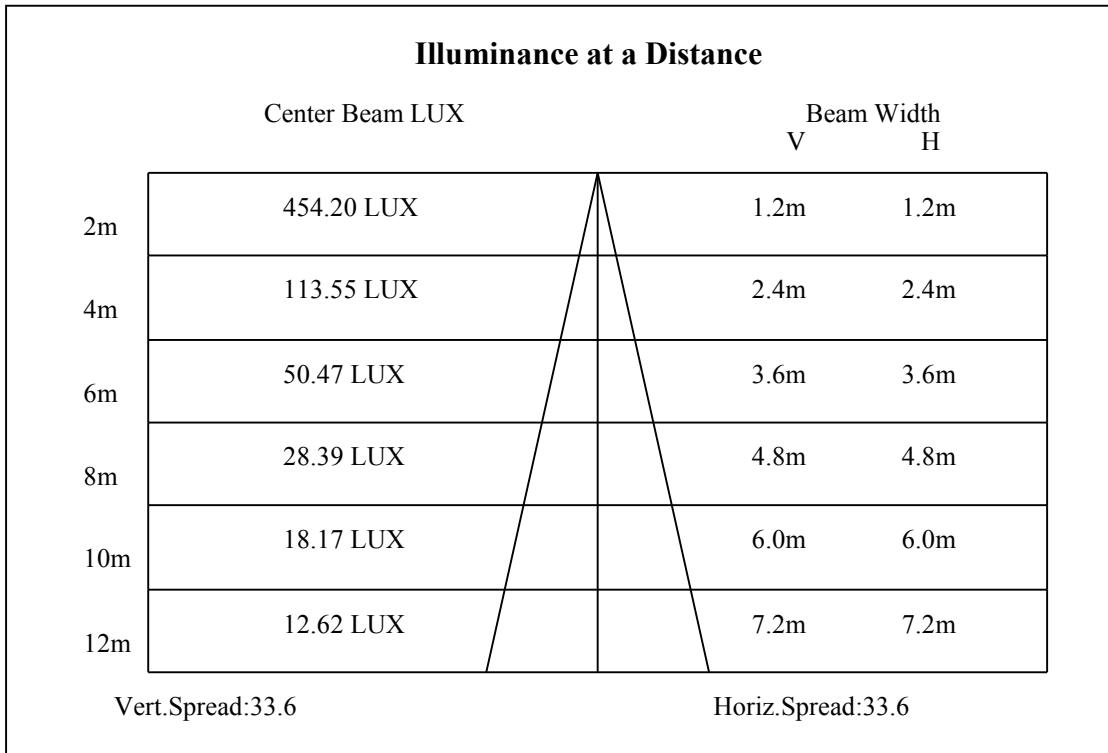 Illuminance at a Distance
Center Beam LUX Beam Width
V H
2m 454.20 LUX 1.2m 1.2m
4m 113.55 LUX 2.4m 2.4m
6m 50.47 LUX 3.6m 3.6m
8m 28.39 LUX 4.8m 4.8m
10m 18.17 LUX 6.0m 6.0m
12m 12.62 LUX 7.2m 7.2m
Vert.Spread:33.6 Horiz.Spread:33.6